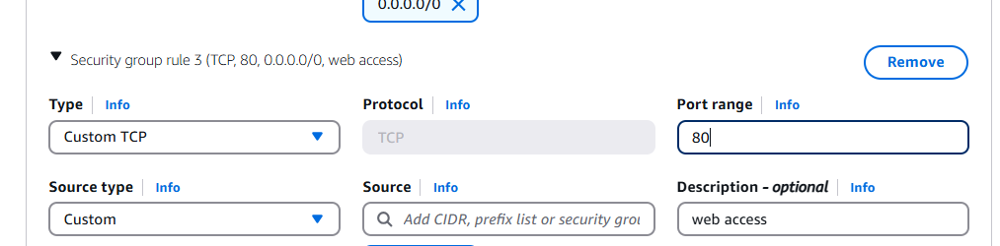 0.0.0.0/0
Security group rule 3 (TCP, 80, 0.0.0.0/0, web access)
Remove
Type Info
Protocol Info
Port range Info
Custom TCP
TCP
80
Source type Info
Source Info
Description - optional Info
Custom
Add CIDR, prefix list or security grou
web access